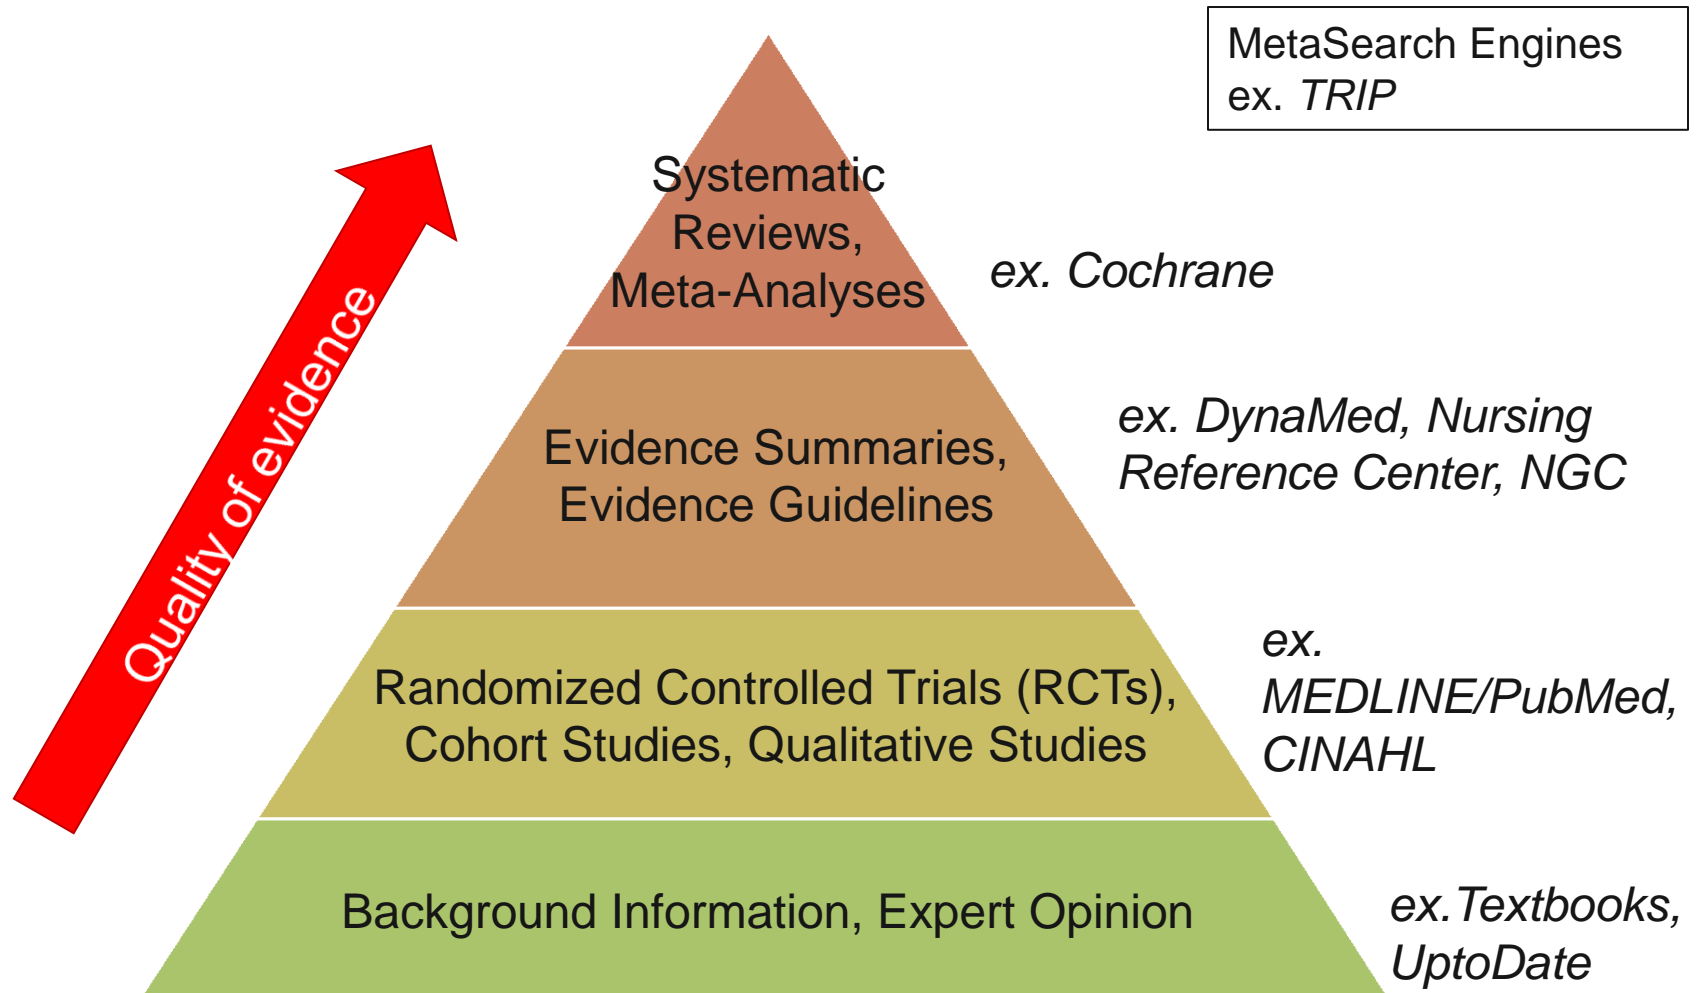 MetaSearch Engines
ex. TRIP
Systematic
Reviews,
Meta-Analyses
ex. Cochrane
Quality of evidence
Evidence Summaries,
Evidence Guidelines
ex. DynaMed, Nursing
Reference Center, NGC
Randomized Controlled Trials (RCTs),
Cohort Studies, Qualitative Studies
ex.
MEDLINE/PubMed,
CINAHL
Background Information, Expert Opinion
ex.Textbooks,
UptoDate